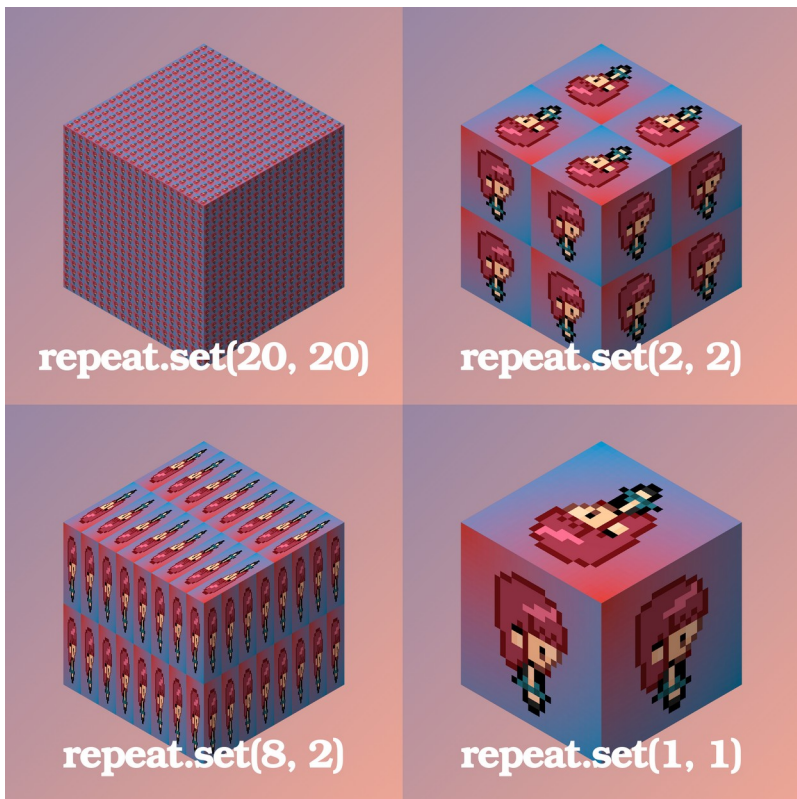 repeat.set(20, 20)
repeat.set(2, 2)
repeat.set(8, 2)
repeat.set(1, 1)